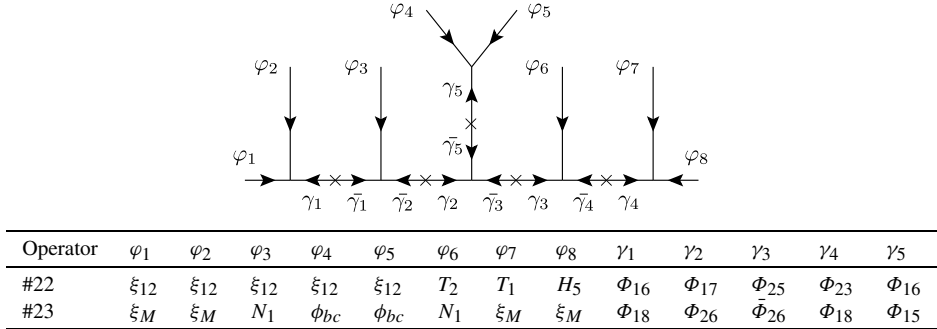 φ4 φ5
φ2 φ3 φ6 φ7
γ5
γ̄5
φ1 φ8
γ1 γ̄1 γ̄2 γ2 γ̄3 γ3 γ̄4 γ4
Operator φ1 φ2 φ3 φ4 φ5 φ6 φ7 φ8 γ1 γ2 γ3 γ4 γ5
#22 ξ12 ξ12 ξ12 ξ12 ξ12 T2 T1 H5 Φ16 Φ17 Φ25 Φ23 Φ16
#23 ξM ξM N1 ϕbc ϕbc N1 ξM ξM Φ18 Φ26 Φ̄26 Φ18 Φ15